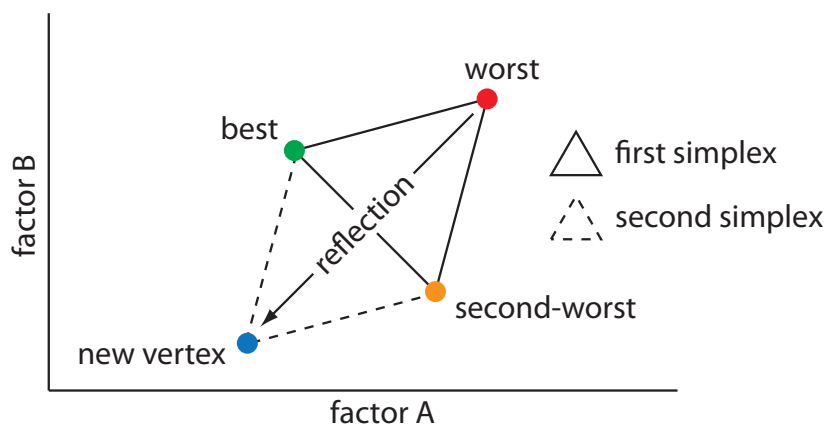 worst
best
first simplex
factor B
reflection
second simplex
second-worst
new vertex
factor A